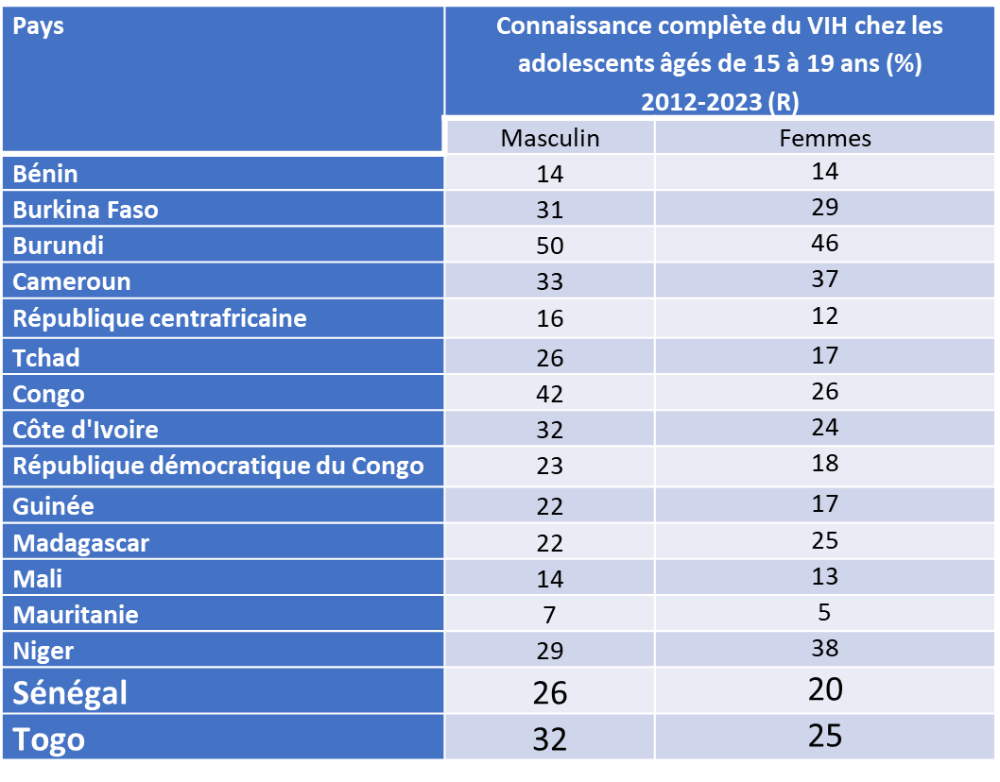 Pays
Connaissance complète du VIH chez les
adolescents âgés de 15 à 19 ans (%)
2012-2023 (R)
Masculin Femmes
Bénin 14 14
Burkina Faso 31 29
Burundi 50 46
Cameroun 33 37
République centrafricaine 16 12
Tchad 26 17
Congo 42 26
Côte d'Ivoire 32 24
République démocratique du Congo 23 18
Guinée 22 17
Madagascar 22 25
Mali 14 13
Mauritanie 7 5
Niger 29 38
Sénégal 26 20
Togo 32 25